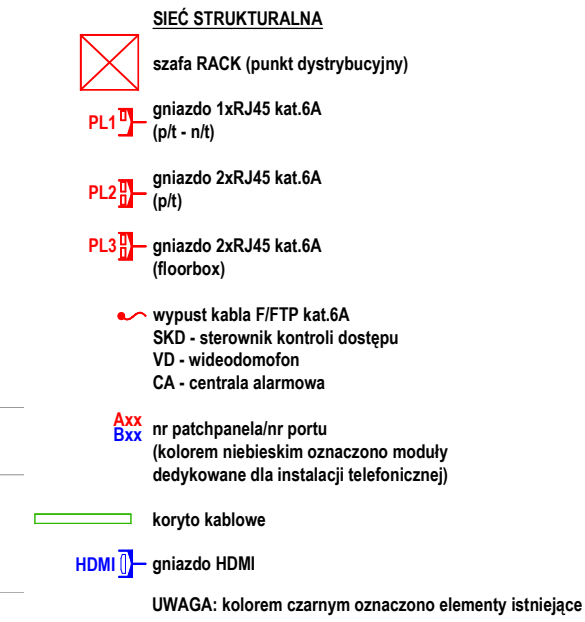 SIEĆ STRUKTURALNA
szafa RACK (punkt dystrybucyjny)
PL1 gniazdo 1xRJ45 kat.6A
(p/t - n/t)
PL2 gniazdo 2xRJ45 kat.6A
(p/t)
PL3 gniazdo 2xRJ45 kat.6A
(floorbox)
wypust kabla F/FTP kat.6A
SKD - sterownik kontroli dostępu
VD - wideodomofon
CA - centrala alarmowa
Axx
Bxx nr patchpanela/nr portu
(kolorem niebieskim oznaczono moduły
dedykowane dla instalacji telefonicznej)
koryto kablowe
HDMI gniazdo HDMI
UWAGA: kolorem czarnym oznaczono elementy istniejące